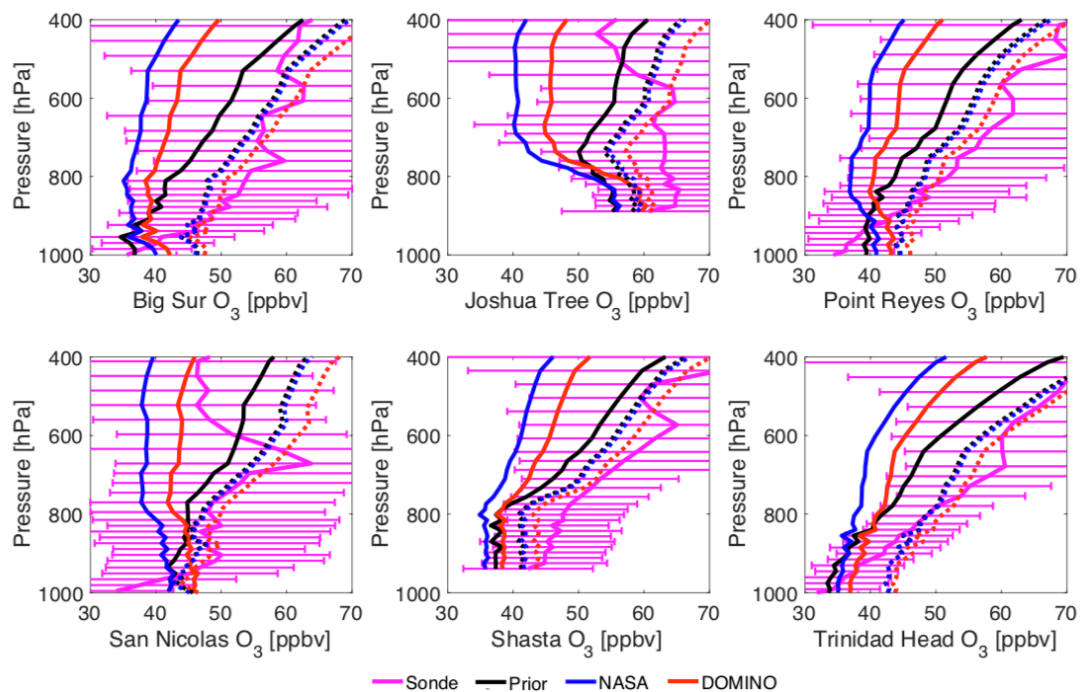 400
600
800
1000
Pressure [hPa]
30 40 50 60 70
Big Sur O3 [ppbv]
400
600
800
1000
Pressure [hPa]
30 40 50 60 70
Joshua Tree O3 [ppbv]
400
600
800
1000
Pressure [hPa]
30 40 50 60 70
Point Reyes O3 [ppbv]
400
600
800
1000
Pressure [hPa]
30 40 50 60 70
San Nicolas O3 [ppbv]
400
600
800
1000
Pressure [hPa]
30 40 50 60 70
Shasta O3 [ppbv]
400
600
800
1000
Pressure [hPa]
30 40 50 60 70
Trinidad Head O3 [ppbv]
Sonde Prior NASA DOMINO